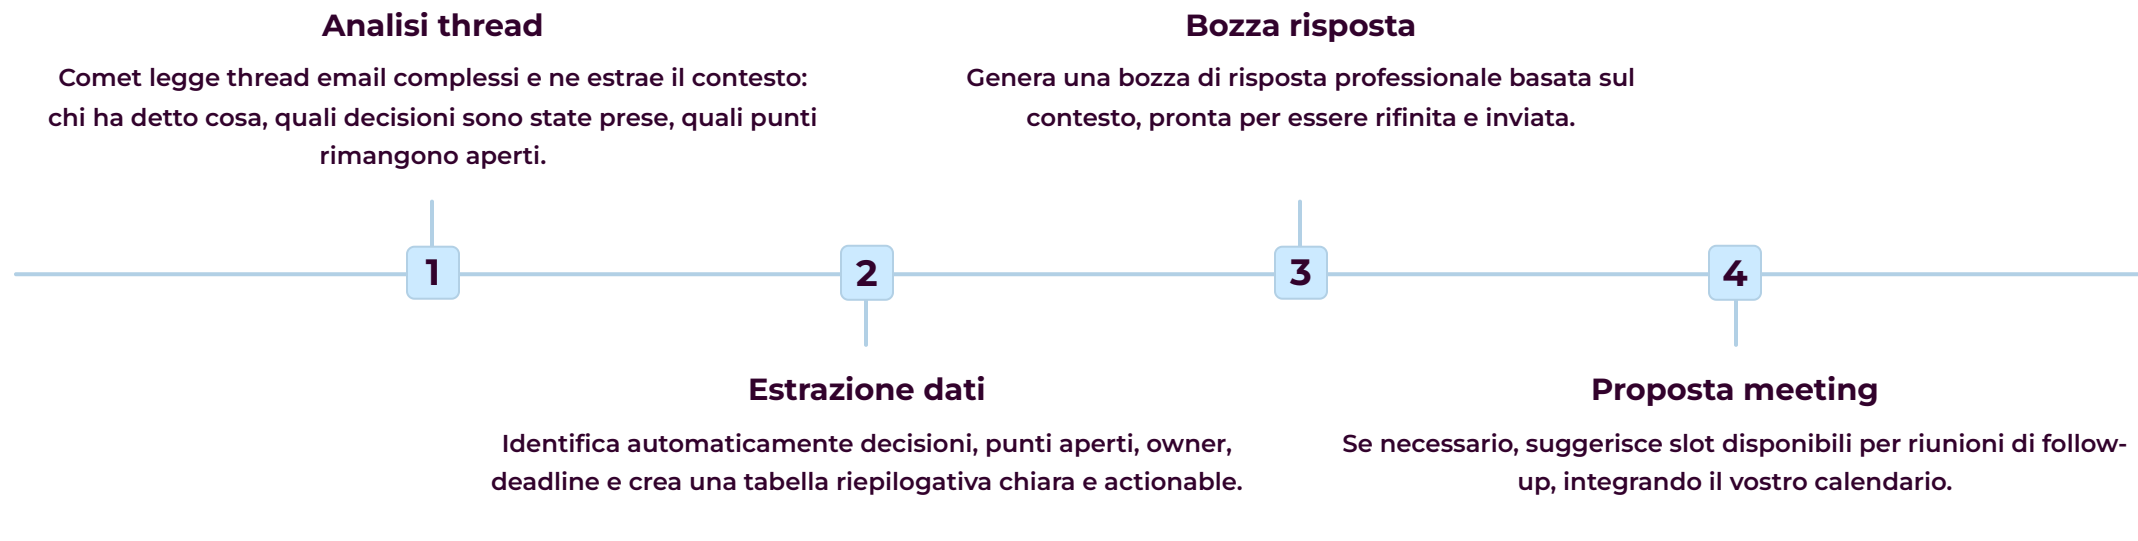 Analisi thread
Comet legge thread email complessi e ne estrae il contesto:
chi ha detto cosa, quali decisioni sono state prese, quali punti
rimangono aperti.
1
2
Estrazione dati
Identifica automaticamente decisioni, punti aperti, owner,
deadline e crea una tabella riepilogativa chiara e actionable.
Bozza risposta
Genera una bozza di risposta professionale basata sul
contesto, pronta per essere rifinita e inviata.
3
4
Proposta meeting
Se necessario, suggerisce slot disponibili per riunioni di follow-
up, integrando il vostro calendario.